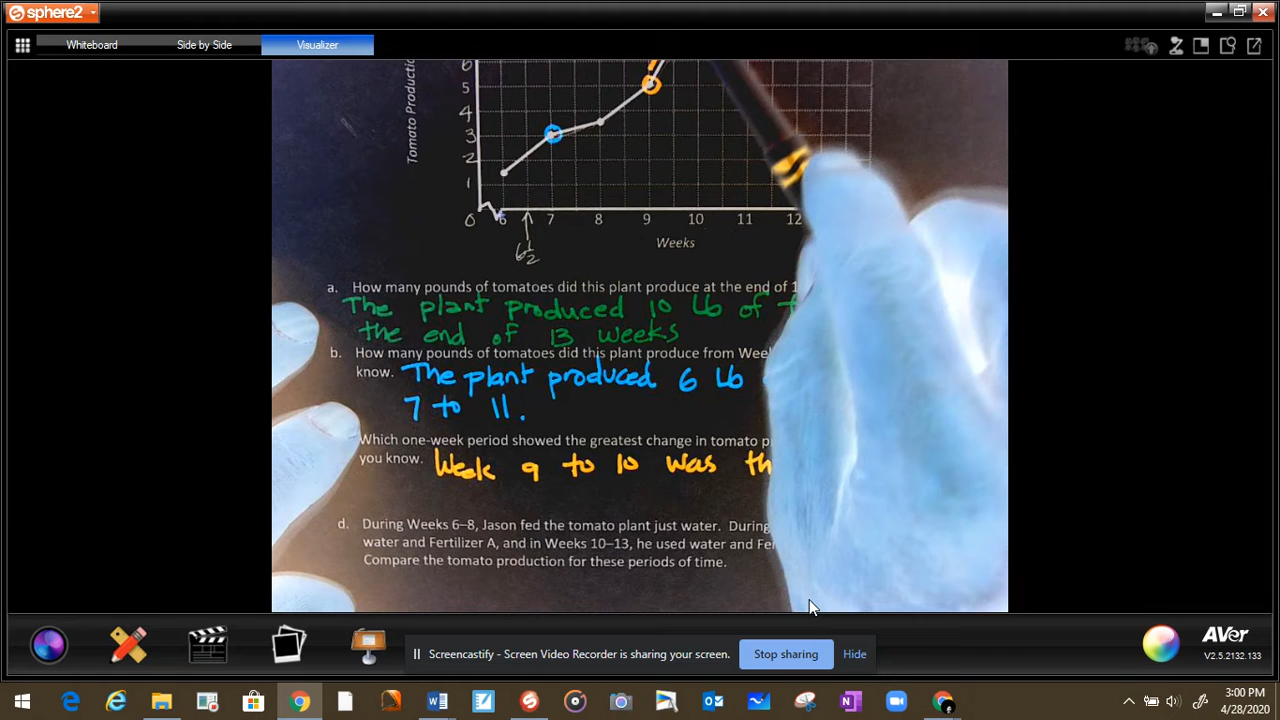 sphere2
Whiteboard Side by Side Visualizer
Tomato
6
5
4
3
2
1
0 6 7 8 9 10 11 12
6 1/2
Weeks
a. How many pounds of tomatoes did this plant produce at the end of
The plant produced 10 Lb of
the end of 13 weeks
b. How many pounds of tomatoes did this plant produce from
know. The plant produced 6 Lb
7 to 11.
Which one-week period showed the greatest change in tomato
you know. Week 9 to 10 was
d. During Weeks 6–8, Jason fed the tomato plant just water. During
water and Fertilizer A, and in Weeks 10–13, he used water and
Compare the tomato production for these periods of time.
Screencastify - Screen Video Recorder is sharing your screen. Stop sharing Hide
AVer
V2.5.2132.133
3:00 PM
4/28/2020